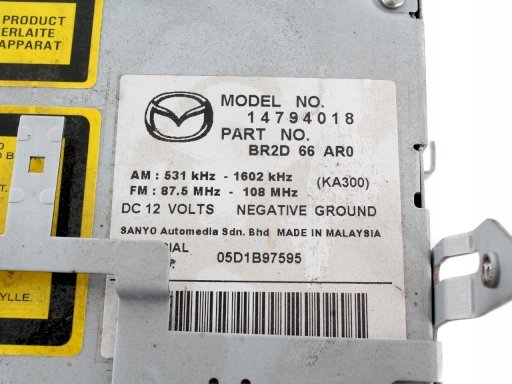 PRODUCT
ERLAITE
APPARAT
MODEL NO.
14794018
PART NO.
BR2D 66 AR0
AM : 531 kHz - 1602 kHz
FM : 87.5 MHz - 108 MHz
(KA300)
DC 12 VOLTS NEGATIVE GROUND
SANYO Automedia Sdn. Bhd. MADE IN MALAYSIA
05D1B97595
YLLE.